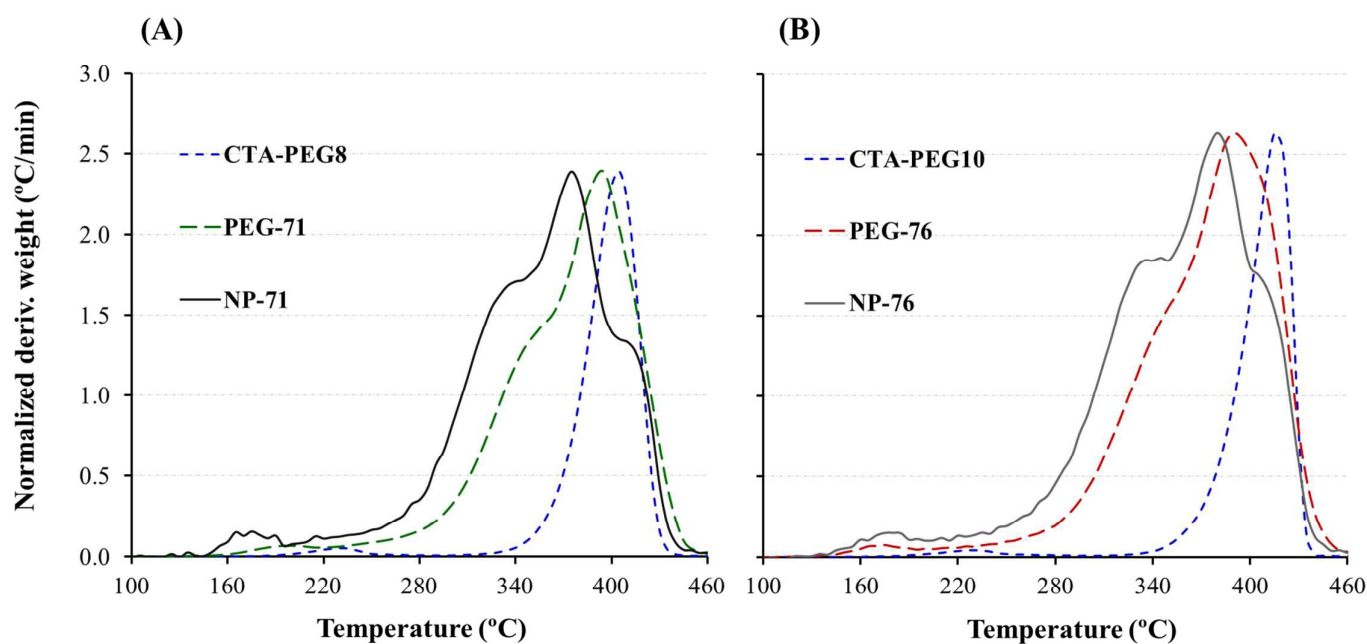 (A)
(B)
Normalized deriv. weight (ºC/min)
3.0
2.5
2.0
1.5
1.0
0.5
0.0
CTA-PEG8
PEG-71
NP-71
100 160 220 280 340 400 460
Temperature (ºC)
CTA-PEG10
PEG-76
NP-76
100 160 220 280 340 400 460
Temperature (ºC)